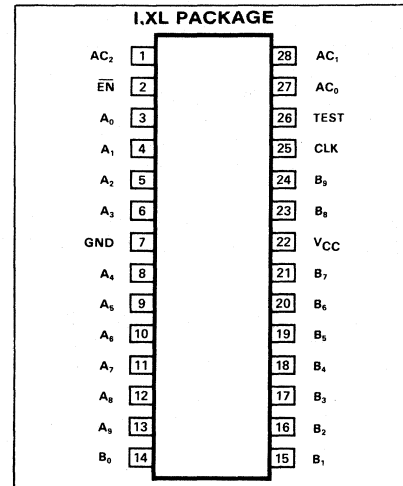 I,XL PACKAGE
AC₂ 1 28 AC₁
E̅N̅ 2 27 AC₀
A₀ 3 26 TEST
A₁ 4 25 CLK
A₂ 5 24 B₉
A₃ 6 23 B₈
GND 7 22 VCC
A₄ 8 21 B₇
A₅ 9 20 B₆
A₆ 10 19 B₅
A₇ 11 18 B₄
A₈ 12 17 B₃
A₉ 13 16 B₂
B₀ 14 15 B₁